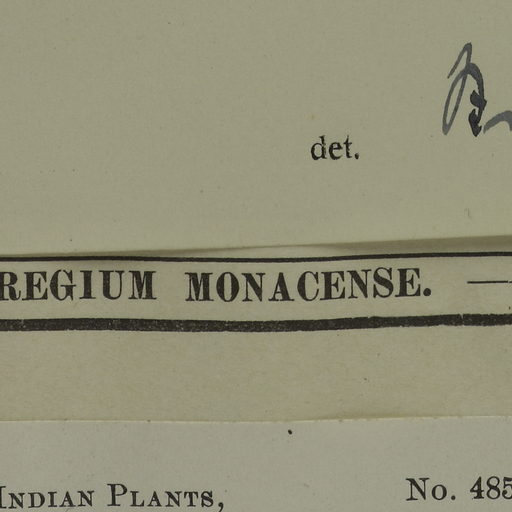 det.
REGIUM MONACENSE. —
INDIAN PLANTS, No. 485